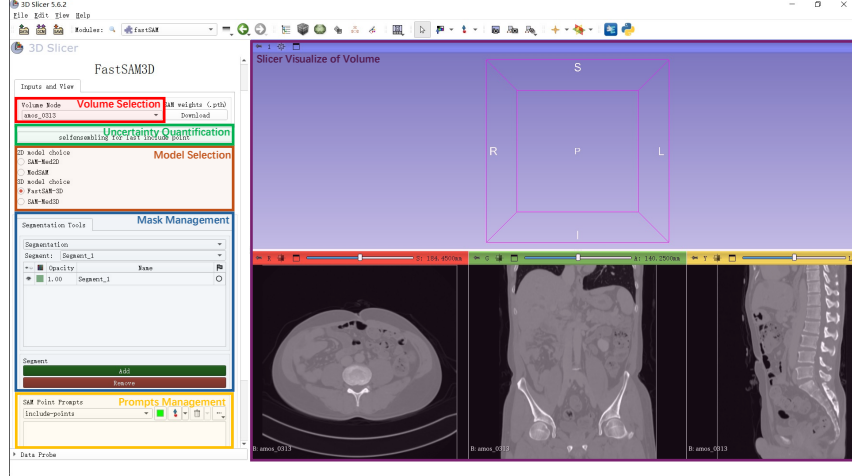 3D Slicer 5.6.2
File Edit View Help
Modules: fastSAM
3D Slicer
FastSAM3D
Inputs and View
Volume Node
Volume Selection
SAM weights (.pth)
amos_0313
Download
Uncertainty Quantification
selfensembling for last include point
2D model choice
Model Selection
SAM-Med2D
MedSAM
3D model choice
FastSAM-3D
SAM-Med3D
Mask Management
Segmentation Tools
Segmentation
Segment: Segment_1
Opacity Name
1.00 Segment_1
Segment
Add
Remove
SAM Point Prompts
Prompts Management
include-points
Data Probe
1
Slicer Visualize of Volume
S
R P L
I
R S: 184.4500mm
G A: 140.2500mm
Y L
B: amos_0313
B: amos_0313
B: amos_0313